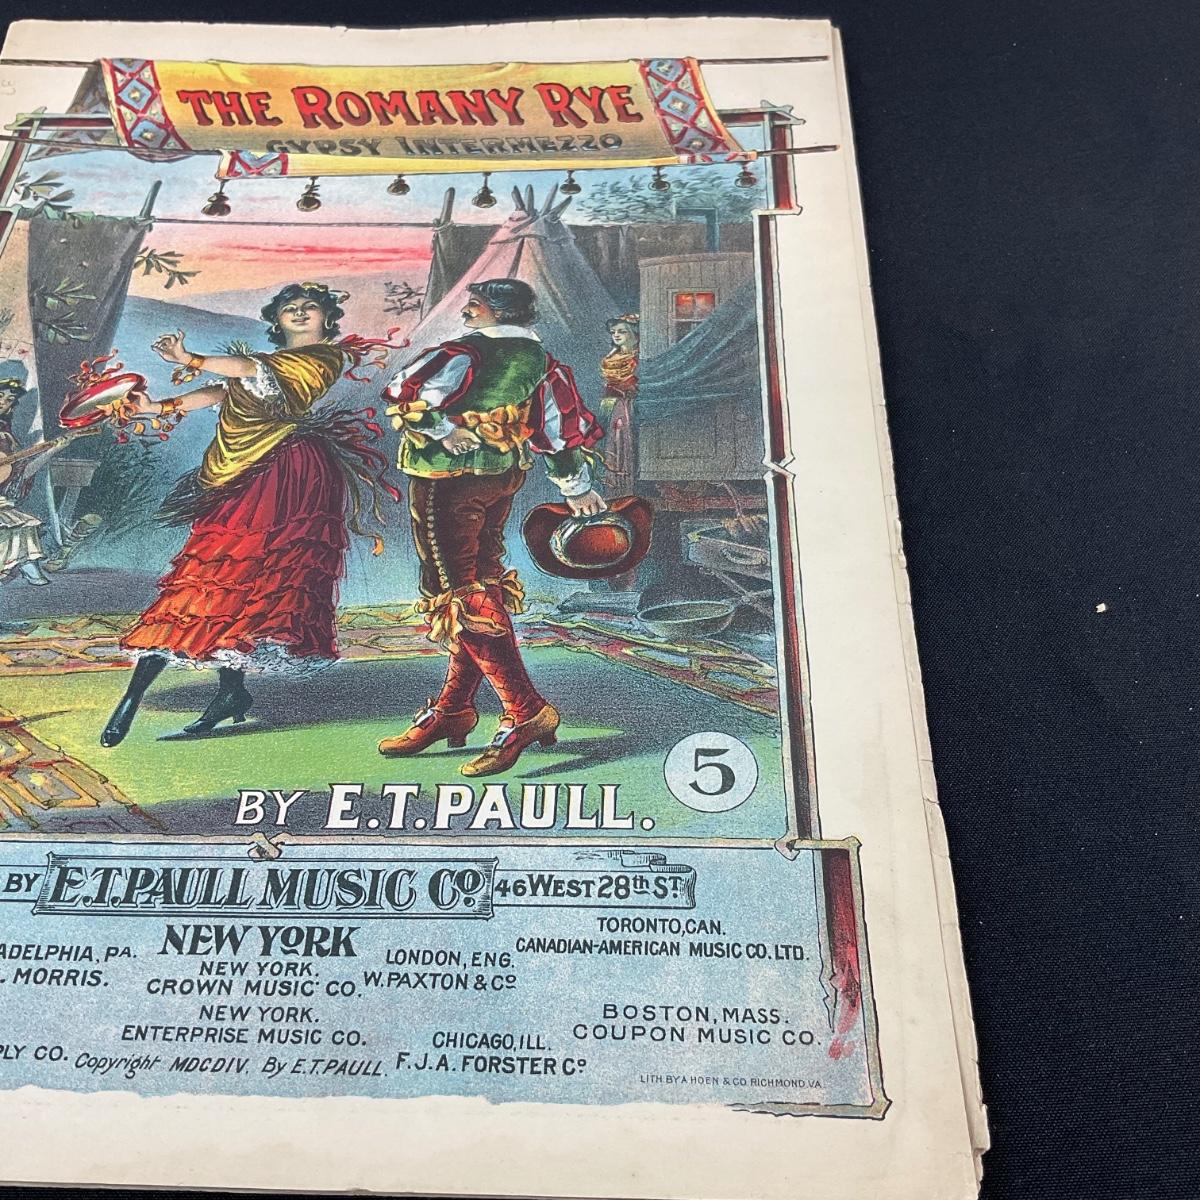 THE ROMANY RYE
GYPSY INTERMEZZO
5
BY E.T. PAULL.
BY E.T. PAULL MUSIC Co. 46 WEST 28th ST.
NEW YORK
ADELPHIA, PA.
. MORRIS.
NEW YORK.
CROWN MUSIC CO.
LONDON, ENG.
W. PAXTON & Co
TORONTO, CAN.
CANADIAN-AMERICAN MUSIC CO. LTD.
NEW YORK.
ENTERPRISE MUSIC CO.
CHICAGO, ILL.
F.J.A. FORSTER Co
BOSTON, MASS.
COUPON MUSIC CO.
PLY CO.
Copyright MDCDIV. By E.T. PAULL.
LITH BY A HOEN & CO RICHMOND, VA.